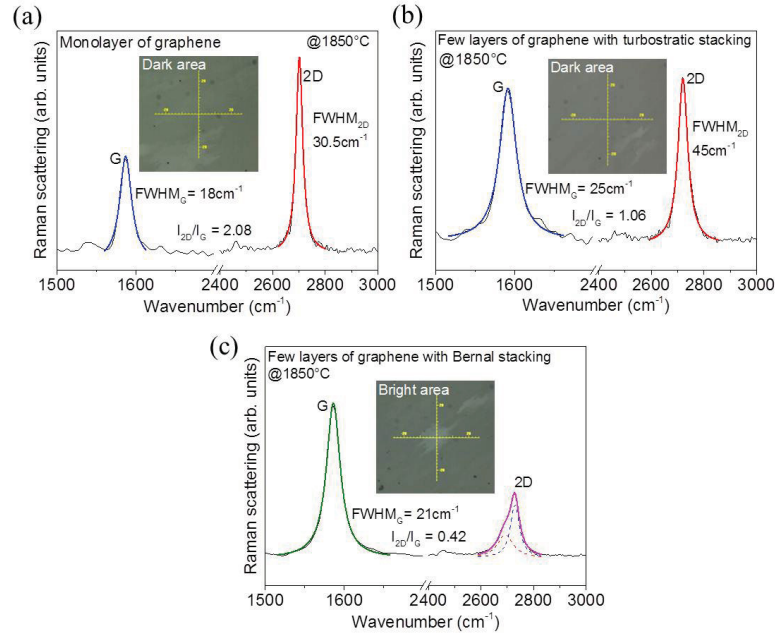 (a)
Monolayer of graphene
@1850°C
Dark area
2D
G
FWHM2D
30.5cm-1
FWHMG = 18cm-1
I2D/IG = 2.08
Raman scattering (arb. units)
1500 1600 2400 2600 2800 3000
Wavenumber (cm-1)
(b)
Few layers of graphene with turbostratic stacking
@1850°C
Dark area
2D
G
FWHM2D
45cm-1
FWHMG = 25cm-1
I2D/IG = 1.06
Raman scattering (arb. units)
1500 1600 2400 2600 2800 3000
Wavenumber (cm-1)
(c)
Few layers of graphene with Bernal stacking
@1850°C
Bright area
G
2D
FWHMG = 21cm-1
I2D/IG = 0.42
Raman scattering (arb. units)
1500 1600 2400 2600 2800 3000
Wavenumber (cm-1)